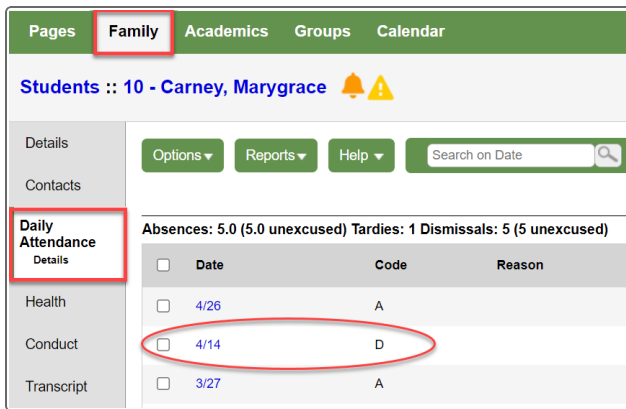 Pages Family Academics Groups Calendar
Students :: 10 - Carney, Marygrace
Details
Contacts
Daily
Attendance
Details
Health
Conduct
Transcript
Options Reports Help Search on Date
Absences: 5.0 (5.0 unexcused) Tardies: 1 Dismissals: 5 (5 unexcused)
Date Code Reason
4/26 A
4/14 D
3/27 A